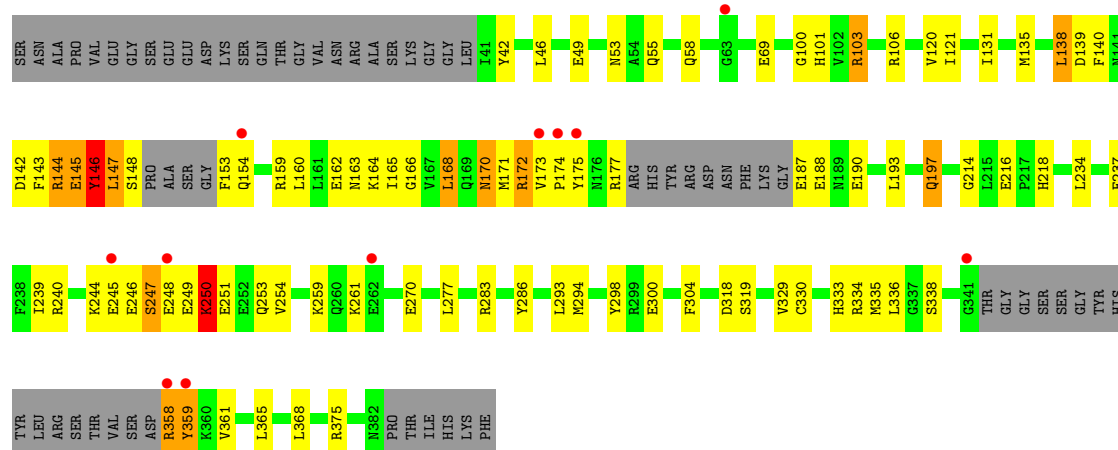 SER ASN ALA PRO VAL GLU GLY SER GLU GLU ASP LYS SER GLN THR GLY VAL ASN ARG ALA SER LYS GLY GLY LEU I41 Y42 L46 E49 N53 A54 Q55 Q58 G63 E69 G100 H101 V102 R103 R106 V120 I121 I131 M135 L138 D139 F140 N141
D142 F143 R144 E145 Y146 L147 S148 PRO ALA SER GLY F153 Q154 R159 L160 L161 E162 N163 K164 I165 G166 V167 L168 Q169 N170 M171 R172 V173 P174 Y175 N176 R177 ARG HIS TYR ARG ASP ASN PHE LYS GLY E187 E188 N189 E190 L193 Q197 G214 L215 E216 P217 H218 L234 E237
F238 I239 R240 K244 E245 E246 S247 E248 E249 K250 E251 E252 Q253 V254 K259 Q260 K261 E262 E270 L277 R283 Y286 L293 M294 Y298 R299 E300 F304 D318 S319 V329 C330 H333 R334 M335 L336 G337 S338 G341 THR GLY GLY SER SER GLY TYR HIS
TYR LEU ARG SER THR VAL SER ASP R358 Y359 K360 V361 L365 L368 R375 N382 PRO THR ILE HIS LYS PHE